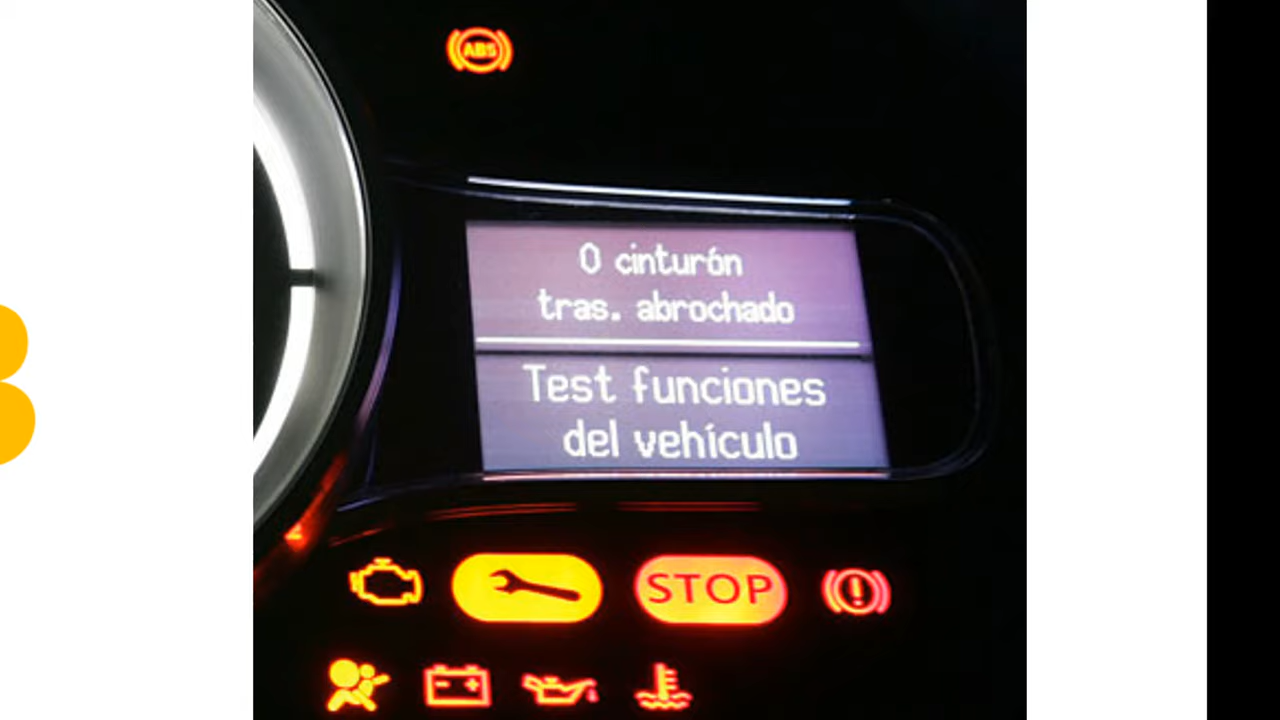 ABS
0 cinturón
tras. abrochado
Test funciones
del vehículo
STOP